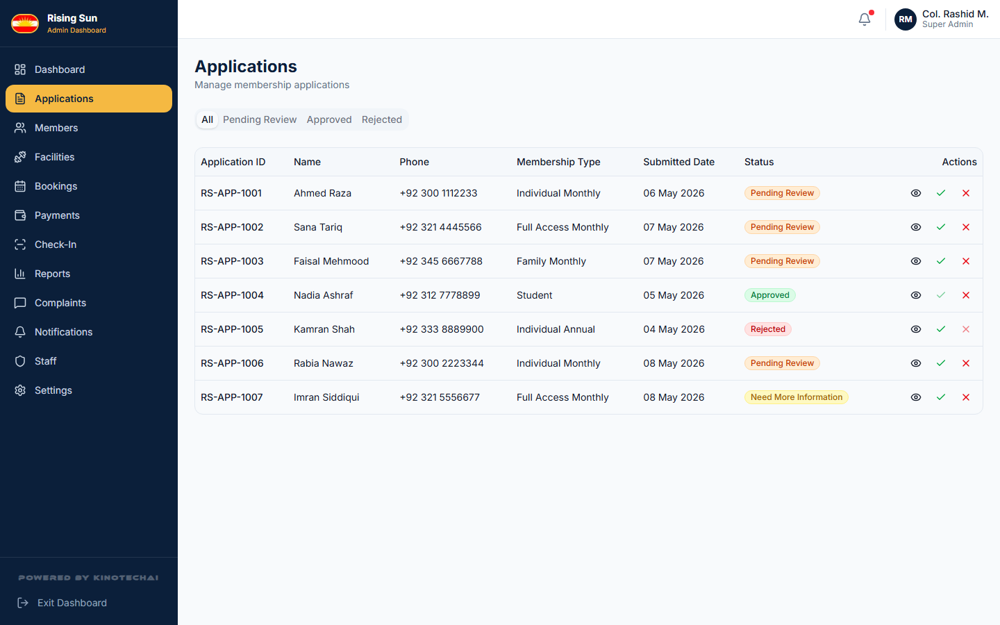 Rising Sun
Admin Dashboard
Dashboard
Applications
Members
Facilities
Bookings
Payments
Check-In
Reports
Complaints
Notifications
Staff
Settings
POWERED BY KINOTECHAI
Exit Dashboard
RM
Col. Rashid M.
Super Admin
Applications
Manage membership applications
All Pending Review Approved Rejected
Application ID Name Phone Membership Type Submitted Date Status Actions
RS-APP-1001 Ahmed Raza +92 300 1112233 Individual Monthly 06 May 2026 Pending Review
RS-APP-1002 Sana Tariq +92 321 4445566 Full Access Monthly 07 May 2026 Pending Review
RS-APP-1003 Faisal Mehmood +92 345 6667788 Family Monthly 07 May 2026 Pending Review
RS-APP-1004 Nadia Ashraf +92 312 7778899 Student 05 May 2026 Approved
RS-APP-1005 Kamran Shah +92 333 8889900 Individual Annual 04 May 2026 Rejected
RS-APP-1006 Rabia Nawaz +92 300 2223344 Individual Monthly 08 May 2026 Pending Review
RS-APP-1007 Imran Siddiqui +92 321 5556677 Full Access Monthly 08 May 2026 Need More Information